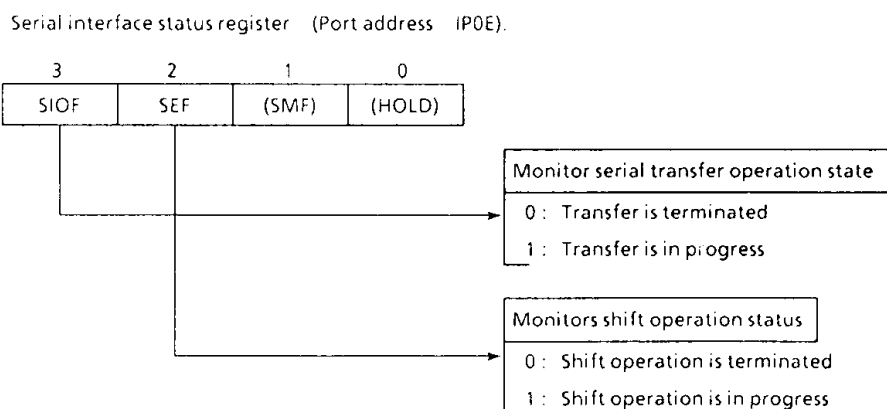 Serial interface status register (Port address IP0E).
3 2 1 0
SIOF SEF (SMF) (HOLD)
Monitor serial transfer operation state
0 : Transfer is terminated
1 : Transfer is in progress
Monitors shift operation status
0 : Shift operation is terminated
1 : Shift operation is in progress